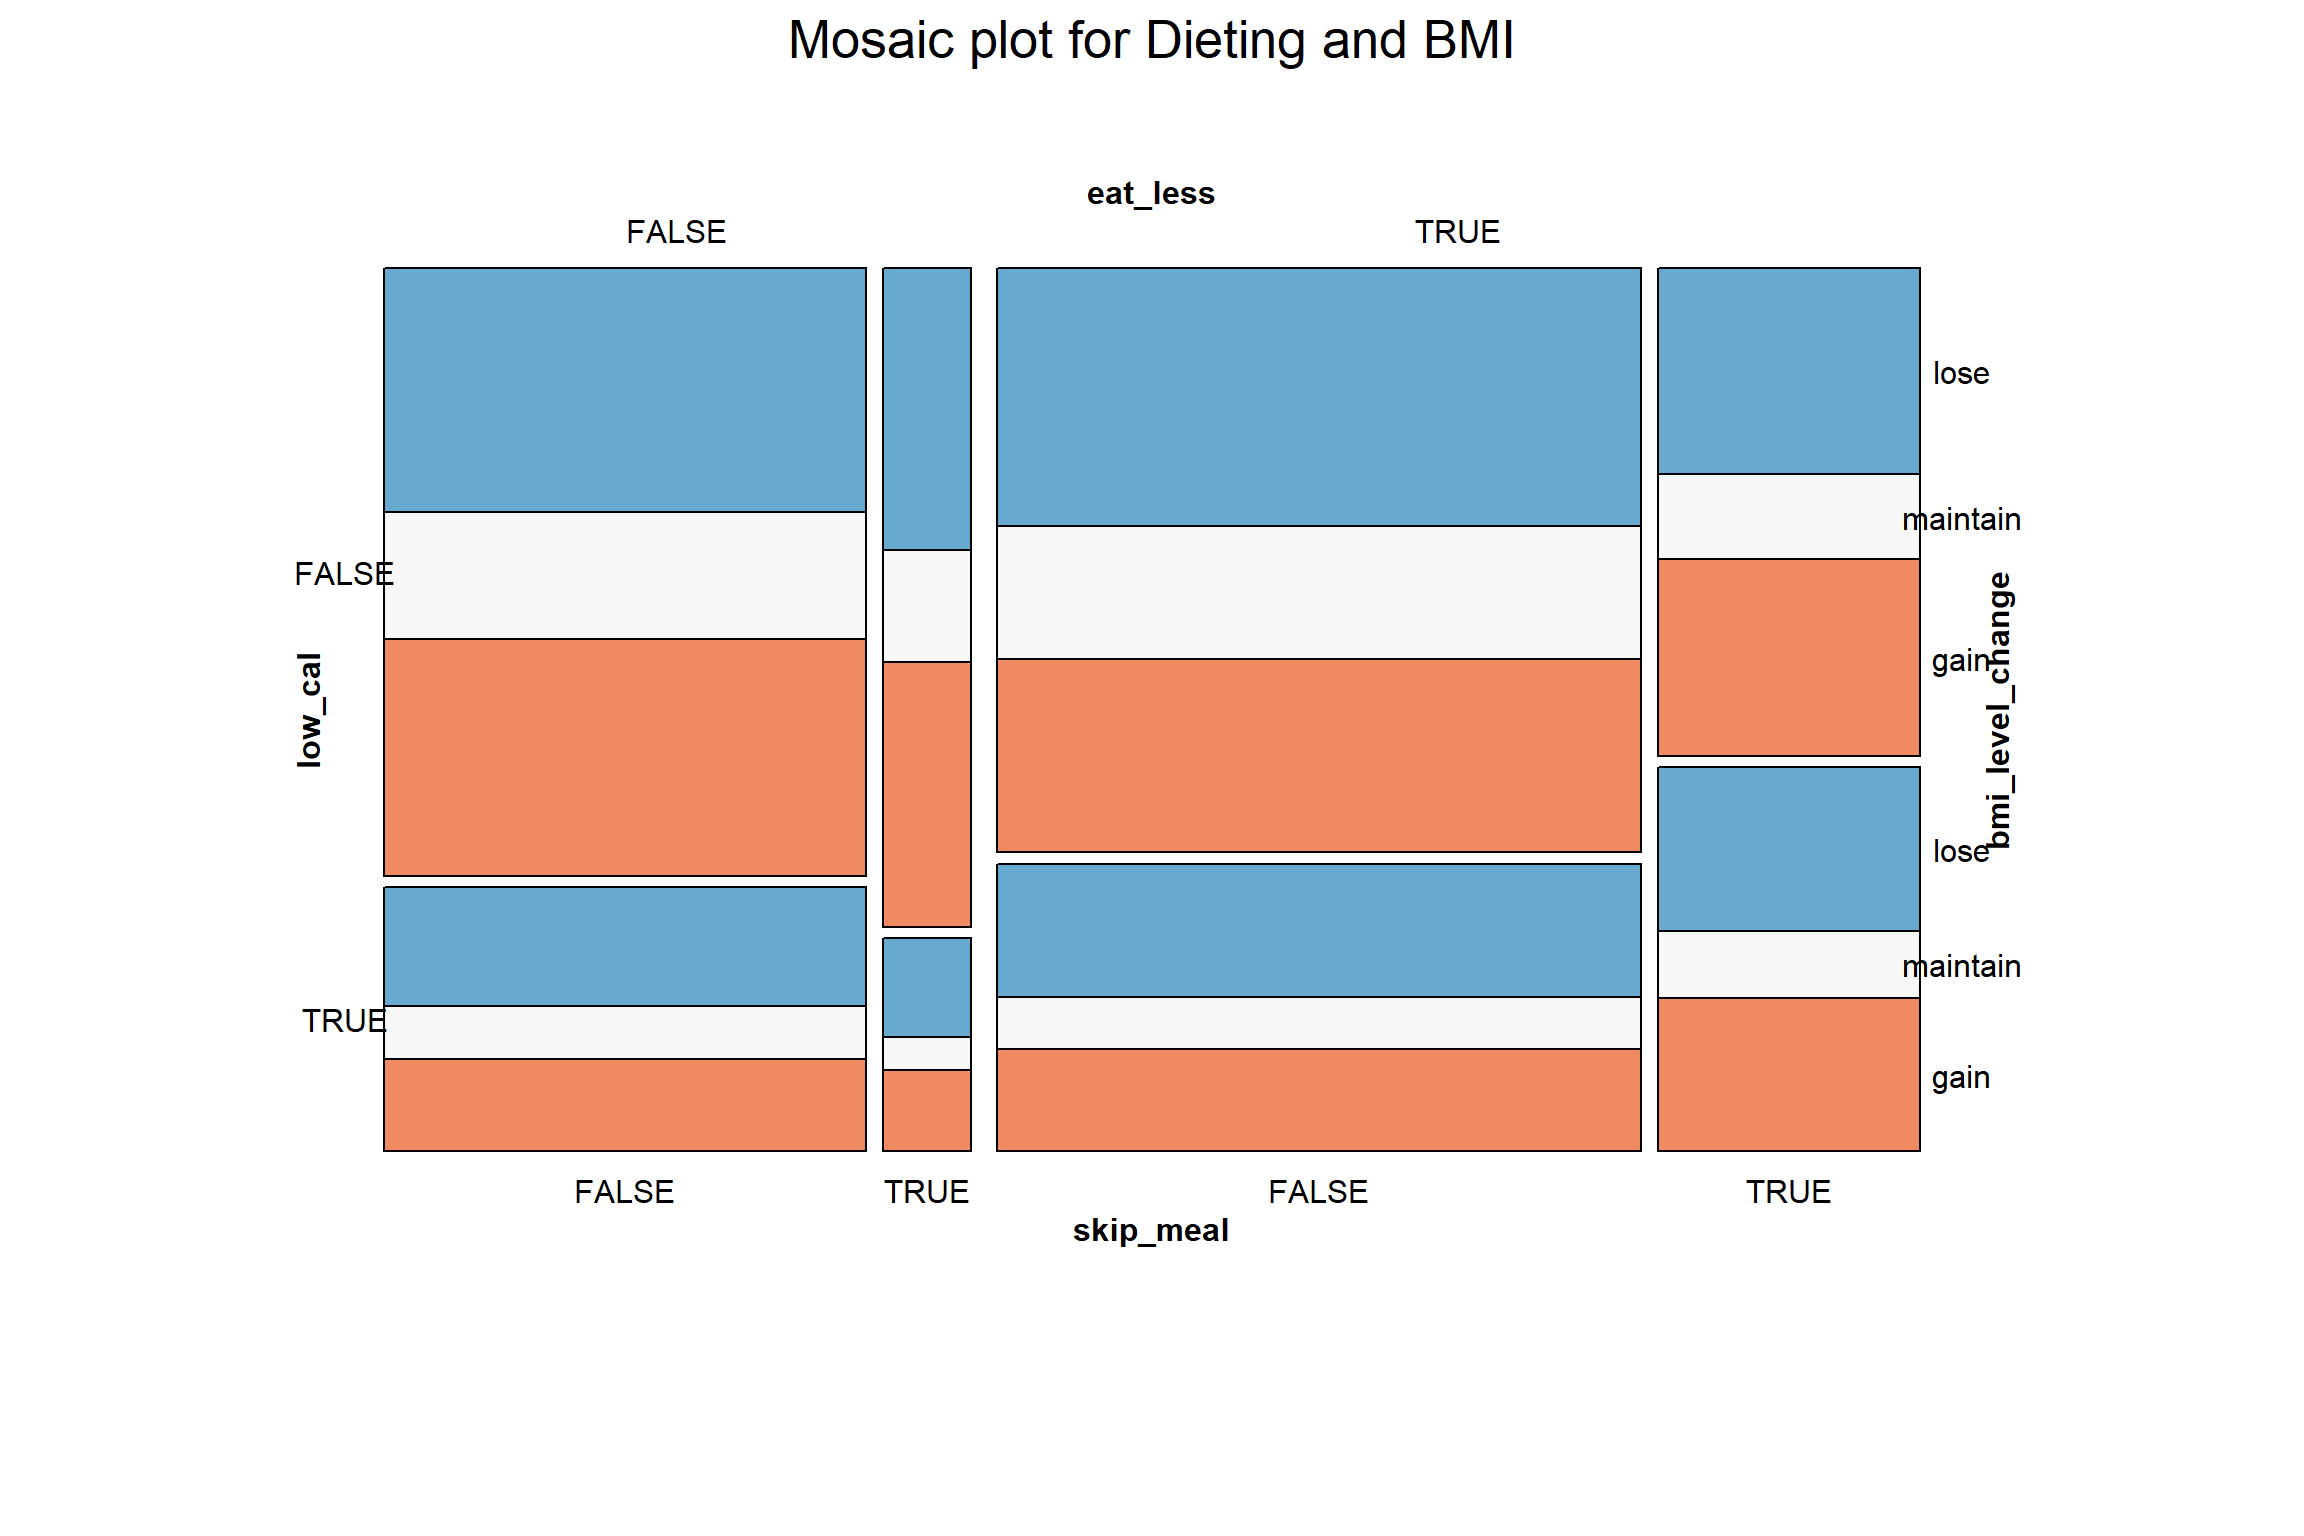 Mosaic plot for Dieting and BMI
eat_less
FALSE
TRUE
lose
maintain
FALSE
gain
low_cal
bmi_level_change
lose
maintain
TRUE
gain
FALSE
TRUE
FALSE
TRUE
skip_meal